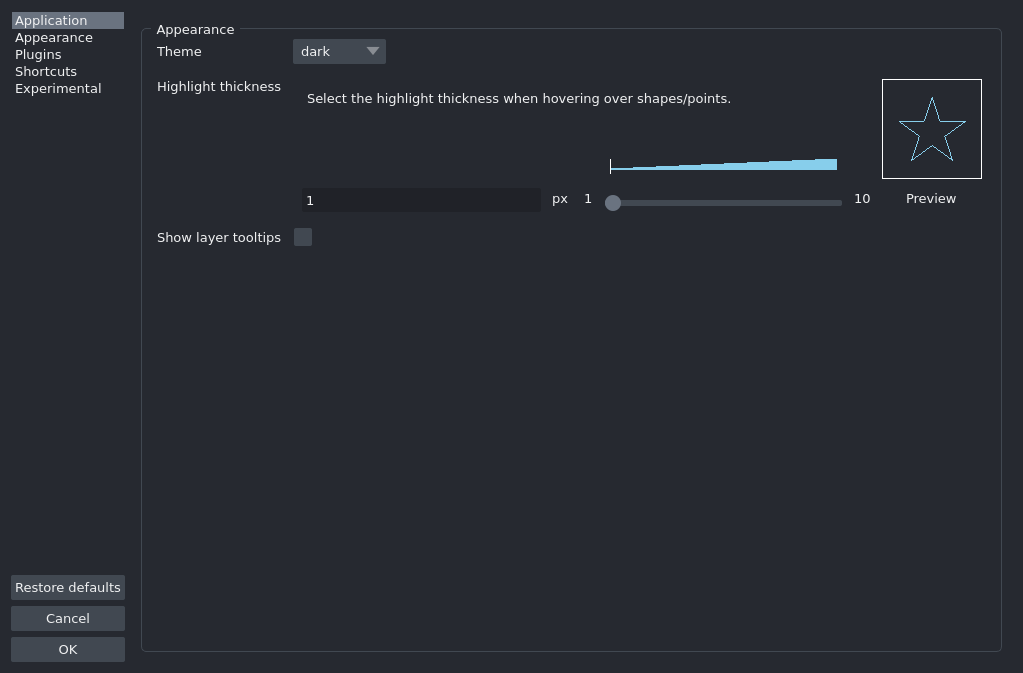 Application
Appearance
Plugins
Shortcuts
Experimental
Appearance
Theme dark
Highlight thickness
Select the highlight thickness when hovering over shapes/points.
1 px 1 10 Preview
Show layer tooltips
Restore defaults
Cancel
OK